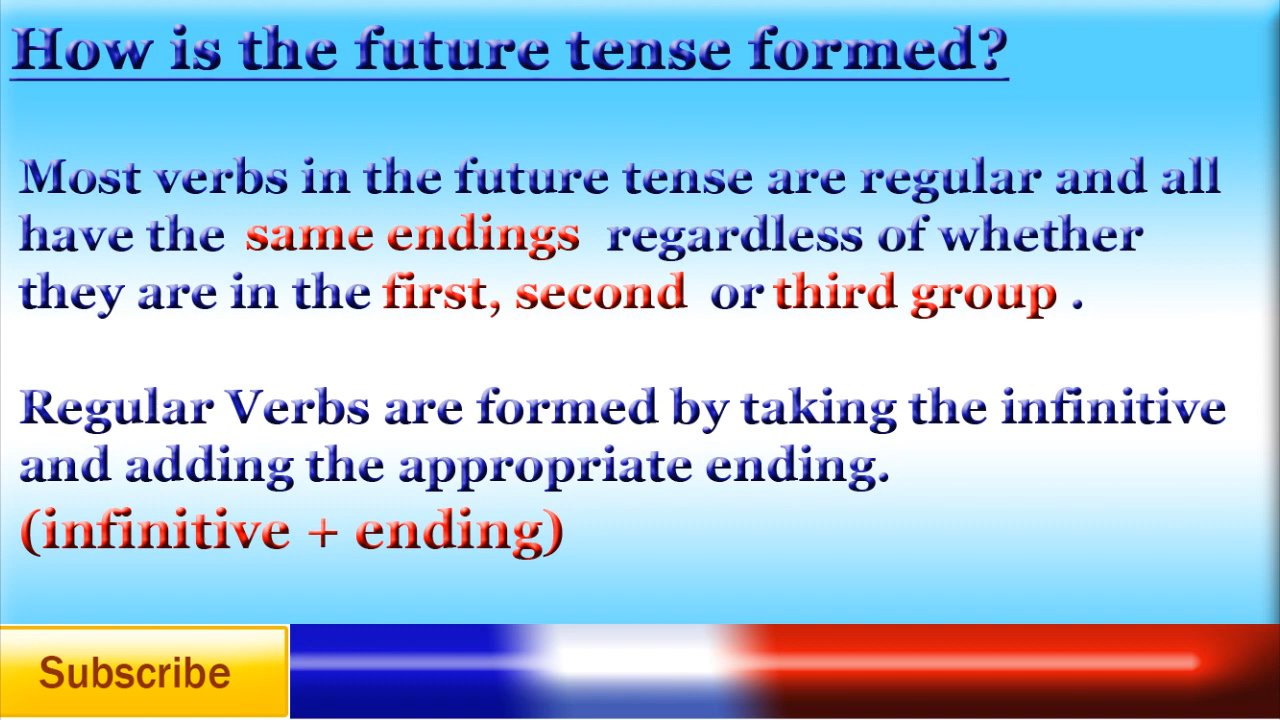 How is the future tense formed?
Most verbs in the future tense are regular and all
have the same endings regardless of whether
they are in the first, second or third group .
Regular Verbs are formed by taking the infinitive
and adding the appropriate ending.
(infinitive + ending)
Subscribe